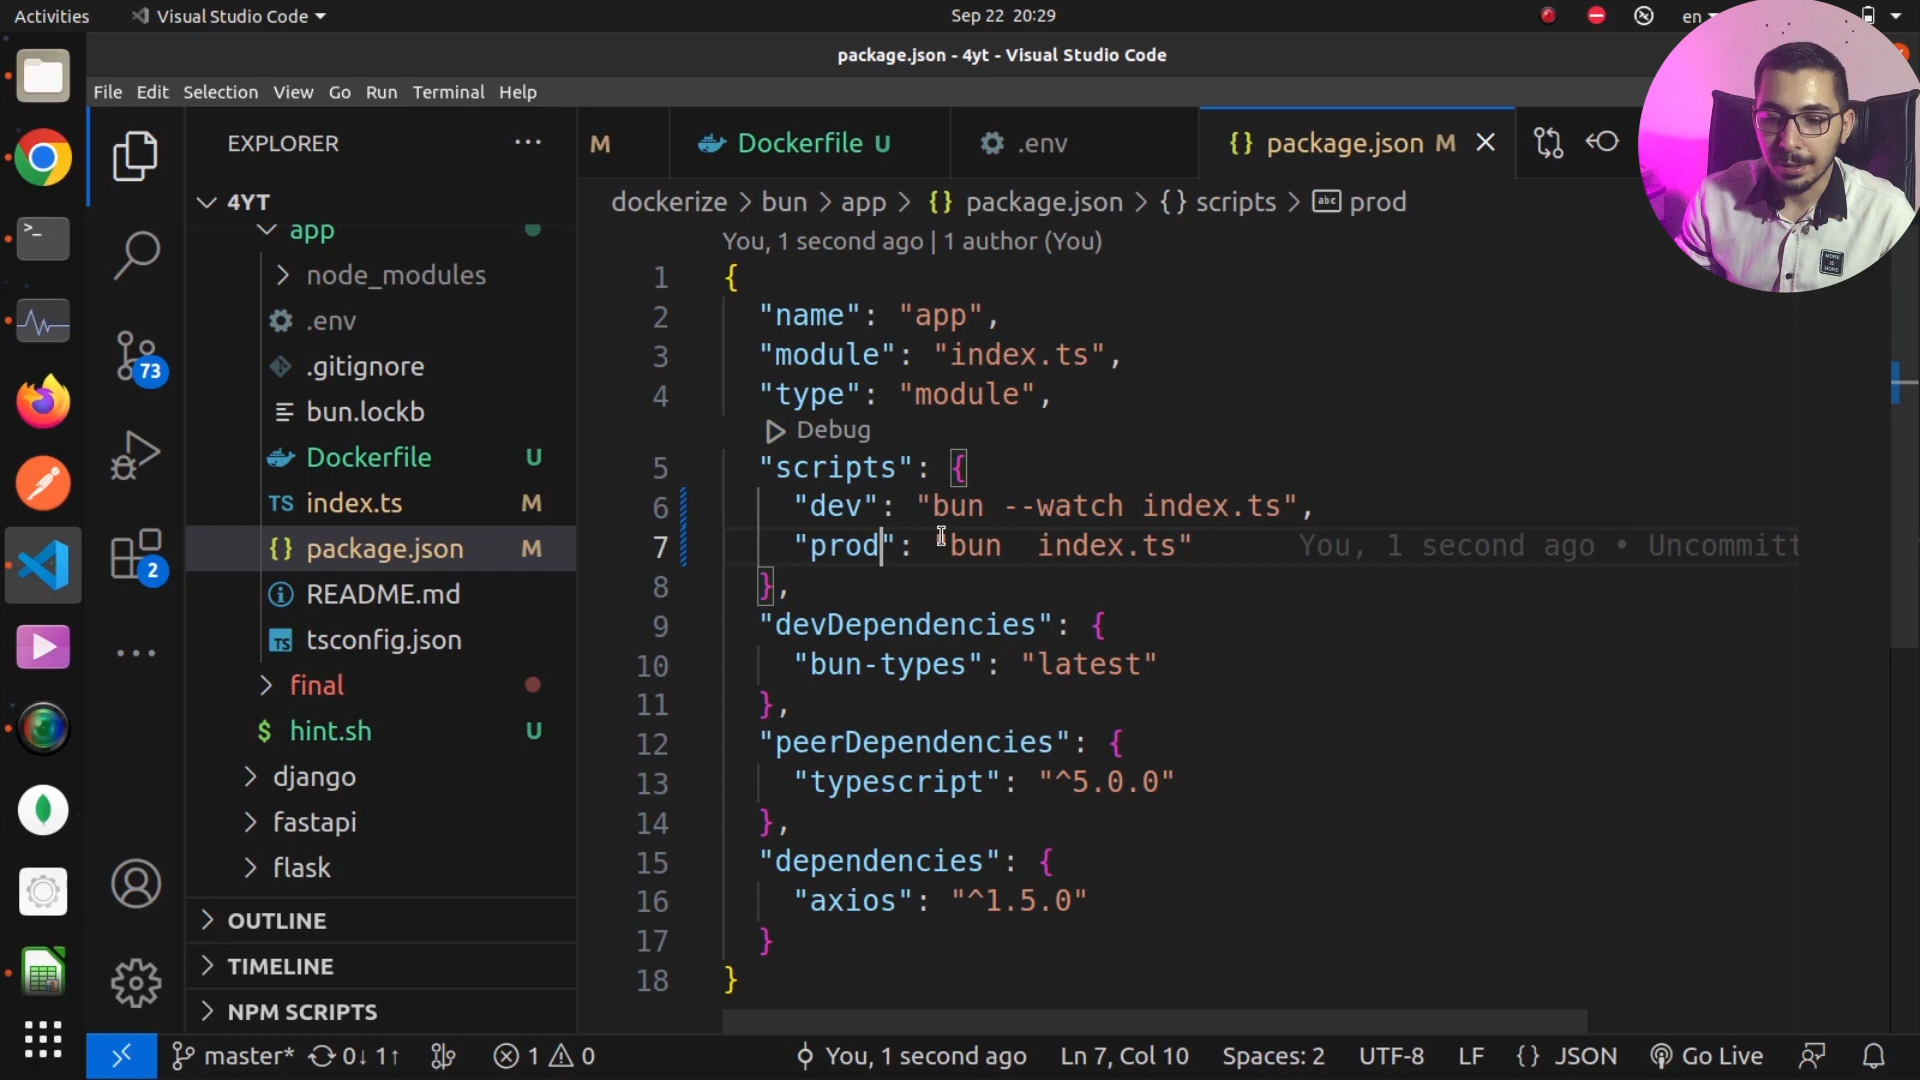 Activities
Visual Studio Code
Sep 22 20:29
en
package.json - 4yt - Visual Studio Code
File Edit Selection View Go Run Terminal Help
EXPLORER
4YT
app
node_modules
.env
.gitignore
bun.lockb
Dockerfile U
index.ts M
package.json M
README.md
tsconfig.json
final
hint.sh U
django
fastapi
flask
OUTLINE
TIMELINE
NPM SCRIPTS
73
2
M
Dockerfile U
.env
{} package.json M
dockerize > bun > app > {} package.json > {} scripts > abc prod
You, 1 second ago | 1 author (You)
1 {
2 "name": "app",
3 "module": "index.ts",
4 "type": "module",
Debug
5 "scripts": {
6 "dev": "bun --watch index.ts",
7 "prod": "bun  index.ts" You, 1 second ago • Uncommitt
8 },
9 "devDependencies": {
10 "bun-types": "latest"
11 },
12 "peerDependencies": {
13 "typescript": "^5.0.0"
14 },
15 "dependencies": {
16 "axios": "^1.5.0"
17 }
18 }
MORE IS MORE
master* 0↓ 1↑ 1 0 You, 1 second ago Ln 7, Col 10 Spaces: 2 UTF-8 LF {} JSON Go Live